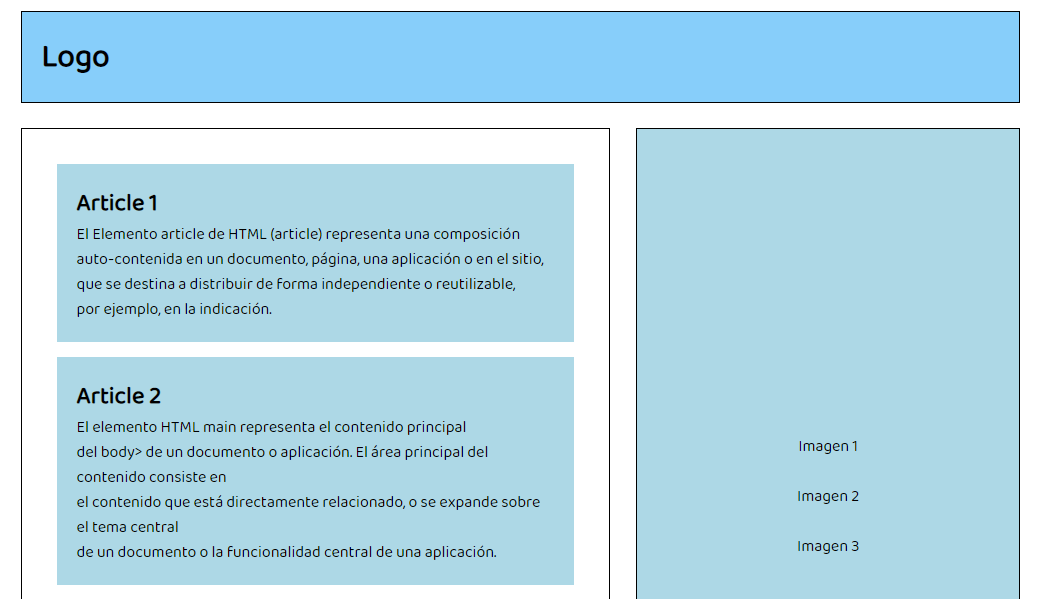 Logo
Article 1
El Elemento article de HTML (article) representa una composición
auto-contenida en un documento, página, una aplicación o en el sitio,
que se destina a distribuir de forma independiente o reutilizable,
por ejemplo, en la indicación.
Article 2
El elemento HTML main representa el contenido principal
del body> de un documento o aplicación. El área principal del
contenido consiste en
el contenido que está directamente relacionado, o se expande sobre
el tema central
de un documento o la funcionalidad central de una aplicación.
Imagen 1
Imagen 2
Imagen 3